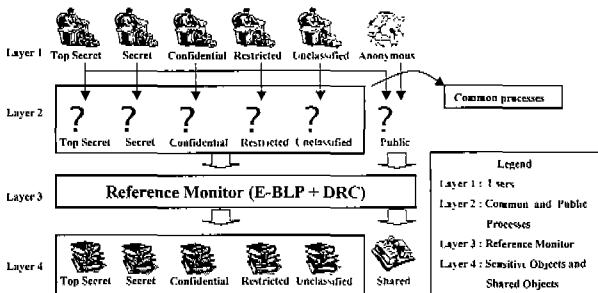 Layer 1
Top Secret Secret Confidential Restricted Unclassified Anonymous
Common processes
Layer 2
? ? ? ? ? ?
Top Secret Secret Confidential Restricted Unclassified Public
Layer 3
Reference Monitor (E-BLP + DRC)
Layer 4
Top Secret Secret Confidential Restricted Unclassified Shared
Legend
Layer 1 : Users
Layer 2 : Common and Public
Processes
Layer 3 : Reference Monitor
Layer 4 : Sensitive Objects and
Shared Objects